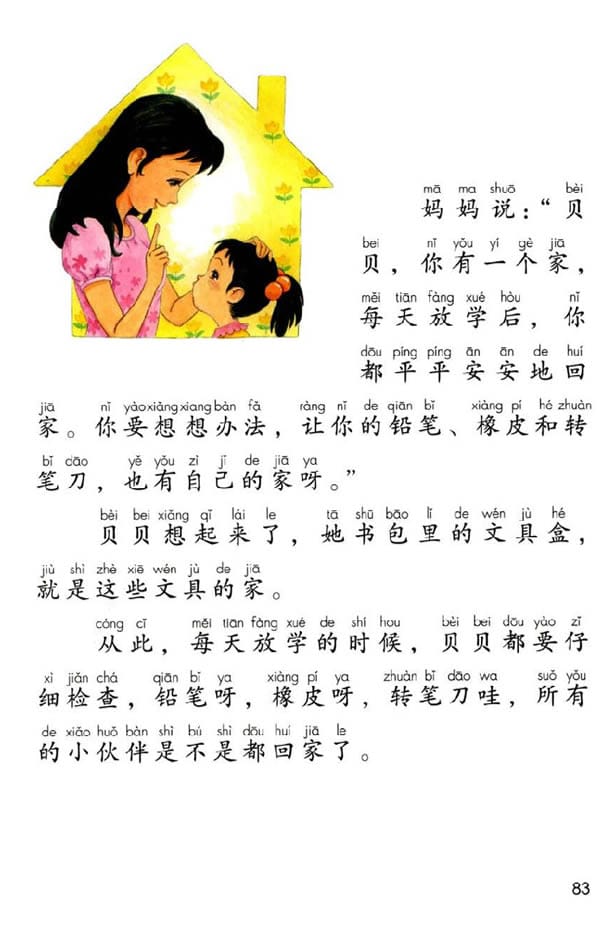 mā ma shuō bèi
妈妈说：“贝
bei nǐ yǒu yí gè jiā
贝，你有一个家，
měi tiān fàng xué hòu nǐ
每天放学后，你
dōu píng píng ān ān de huí
都平平安安地回
jiā nǐ yào xiǎng xiang bàn fǎ ràng nǐ de qiān bǐ xiàng pí hé zhuàn
家。你要想想办法，让你的铅笔、橡皮和转
bǐ dāo yě yǒu zì jǐ de jiā ya
笔刀，也有自己的家呀。”
bèi bei xiǎng qǐ lái le tā shū bāo lǐ de wén jù hé
贝贝想起来了，她书包里的文具盒，
jiù shì zhè xiē wén jù de jiā
就是这些文具的家。
cóng cǐ měi tiān fàng xué de shí hou bèi bei dōu yào zǐ
从此，每天放学的时候，贝贝都要仔
xì jiǎn chá qiān bǐ ya xiàng pí ya zhuàn bǐ dāo wa suǒ yǒu
细检查，铅笔呀，橡皮呀，转笔刀哇，所有
de xiǎo huǒ bàn shì bú shì dōu huí jiā le
的小伙伴是不是都回家了。
83